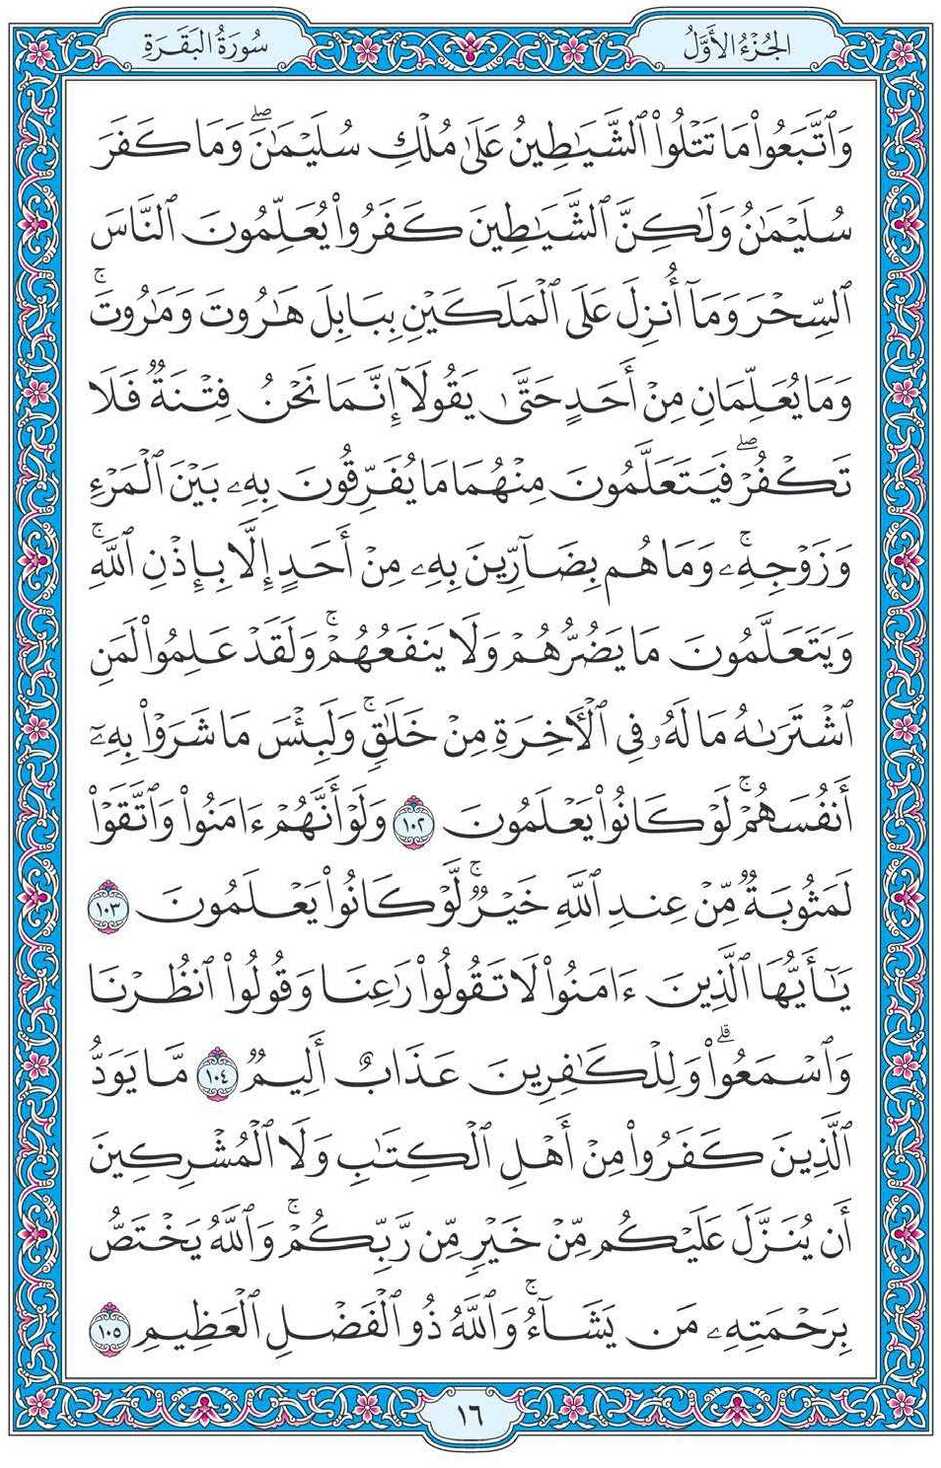 الجُزْءُ الأَوَّلُ
سُورَةُ البَقَرَةِ
وَٱتَّبَعُوا۟ مَا تَتْلُوا۟ ٱلشَّيَـٰطِينُ عَلَىٰ مُلْكِ سُلَيْمَـٰنَ ۖ وَمَا كَفَرَ
سُلَيْمَـٰنُ وَلَـٰكِنَّ ٱلشَّيَـٰطِينَ كَفَرُوا۟ يُعَلِّمُونَ ٱلنَّاسَ
ٱلسِّحْرَ وَمَآ أُنزِلَ عَلَى ٱلْمَلَكَيْنِ بِبَابِلَ هَـٰرُوتَ وَمَـٰرُوتَ ۚ
وَمَا يُعَلِّمَانِ مِنْ أَحَدٍ حَتَّىٰ يَقُولَآ إِنَّمَا نَحْنُ فِتْنَةٌ فَلَا
تَكْفُرْ ۖ فَيَتَعَلَّمُونَ مِنْهُمَا مَا يُفَرِّقُونَ بِهِۦ بَيْنَ ٱلْمَرْءِ
وَزَوْجِهِۦ ۚ وَمَا هُم بِضَآرِّينَ بِهِۦ مِنْ أَحَدٍ إِلَّا بِإِذْنِ ٱللَّهِ ۚ
وَيَتَعَلَّمُونَ مَا يَضُرُّهُمْ وَلَا يَنفَعُهُمْ ۚ وَلَقَدْ عَلِمُوا۟ لَمَنِ
ٱشْتَرَىٰهُ مَا لَهُۥ فِى ٱلْـَٔاخِرَةِ مِنْ خَلَـٰقٍ ۚ وَلَبِئْسَ مَا شَرَوْا۟ بِهِۦٓ
أَنفُسَهُمْ ۚ لَوْ كَانُوا۟ يَعْلَمُونَ ١٠٢ وَلَوْ أَنَّهُمْ ءَامَنُوا۟ وَٱتَّقَوْا۟
لَمَثُوبَةٌ مِّنْ عِندِ ٱللَّهِ خَيْرٌ ۚ لَّوْ كَانُوا۟ يَعْلَمُونَ ١٠٣
يَـٰٓأَيُّهَا ٱلَّذِينَ ءَامَنُوا۟ لَا تَقُولُوا۟ رَٰعِنَا وَقُولُوا۟ ٱنظُرْنَا
وَٱسْمَعُوا۟ ۗ وَلِلْكَـٰفِرِينَ عَذَابٌ أَلِيمٌ ١٠٤ مَّا يَوَدُّ
ٱلَّذِينَ كَفَرُوا۟ مِنْ أَهْلِ ٱلْكِتَـٰبِ وَلَا ٱلْمُشْرِكِينَ
أَن يُنَزَّلَ عَلَيْكُم مِّنْ خَيْرٍ مِّن رَّبِّكُمْ ۚ وَٱللَّهُ يَخْتَصُّ
بِرَحْمَتِهِۦ مَن يَشَآءُ ۚ وَٱللَّهُ ذُو ٱلْفَضْلِ ٱلْعَظِيمِ ١٠٥
١٦